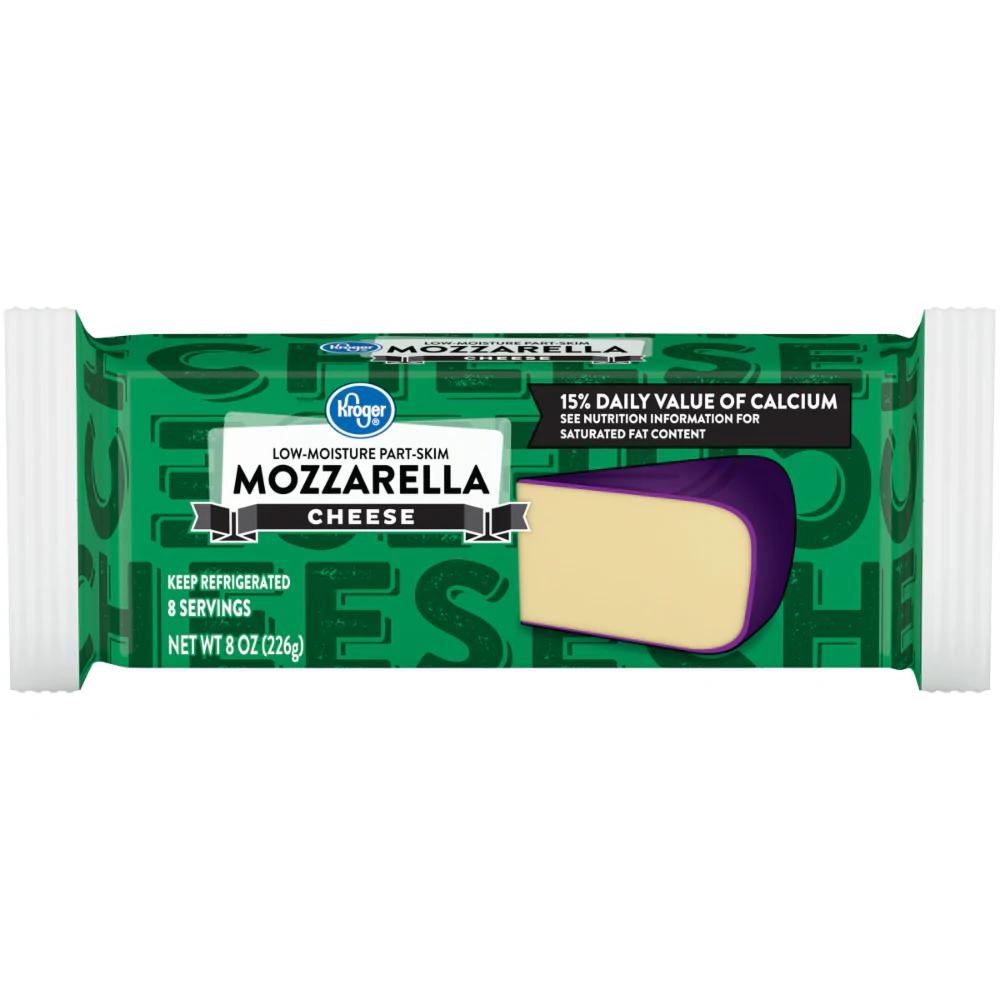 Kroger
LOW-MOISTURE PART-SKIM
MOZZARELLA
CHEESE
Kroger®
LOW-MOISTURE PART-SKIM
MOZZARELLA
CHEESE
15% DAILY VALUE OF CALCIUM
SEE NUTRITION INFORMATION FOR
SATURATED FAT CONTENT
KEEP REFRIGERATED
8 SERVINGS
NET WT 8 OZ (226g)
CHEESE